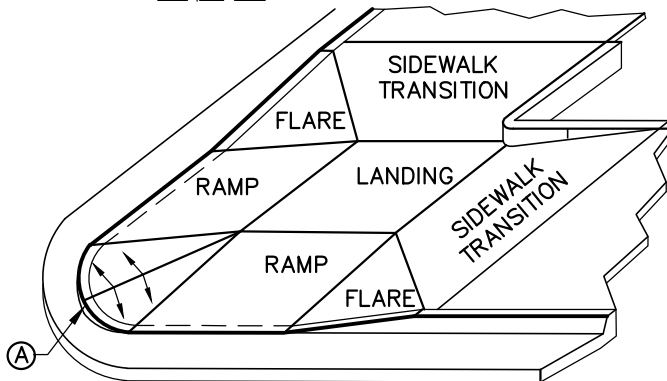 SIDEWALK
TRANSITION
FLARE
RAMP
LANDING
SIDEWALK
TRANSITION
RAMP
FLARE
A